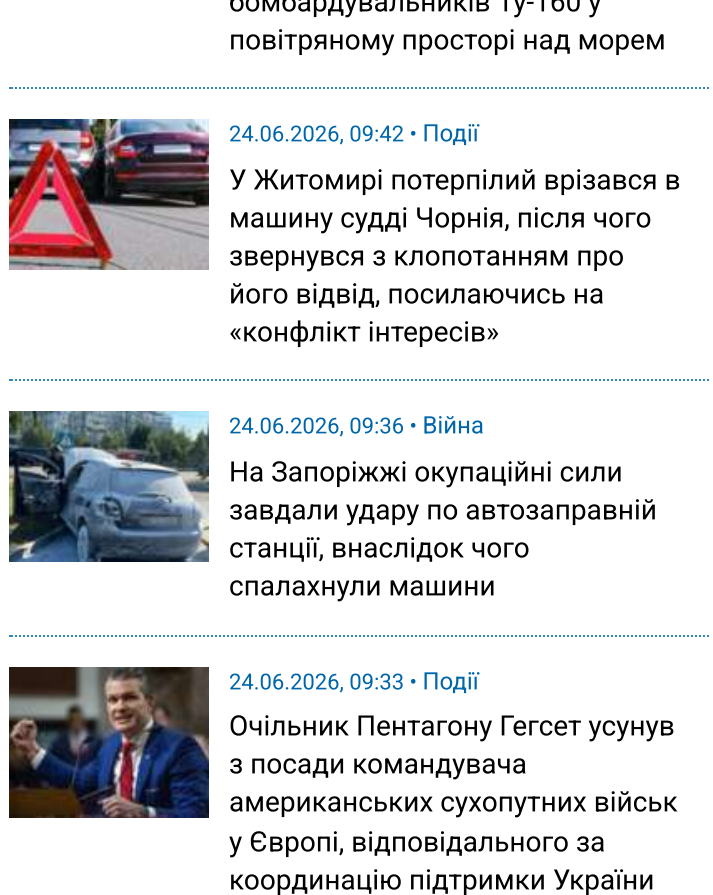 бомбардувальників Ту-160 у
повітряному просторі над морем
24.06.2026, 09:42 • Події
У Житомирі потерпілий врізався в
машину судді Чорнія, після чого
звернувся з клопотанням про
його відвід, посилаючись на
«конфлікт інтересів»
24.06.2026, 09:36 • Війна
На Запоріжжі окупаційні сили
завдали удару по автозаправній
станції, внаслідок чого
спалахнули машини
24.06.2026, 09:33 • Події
Очільник Пентагону Гегсет усунув
з посади командувача
американських сухопутних військ
у Європі, відповідального за
координацію підтримки України